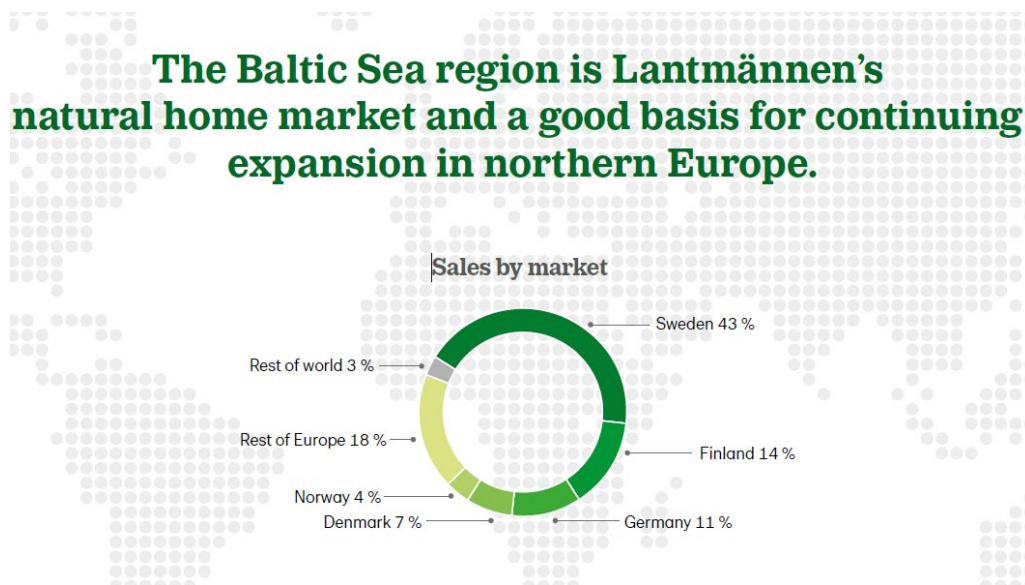 The Baltic Sea region is Lantmännen’s
natural home market and a good basis for continuing
expansion in northern Europe.
Sales by market
Sweden 43 %
Rest of world 3 %
Rest of Europe 18 %
Finland 14 %
Norway 4 %
Denmark 7 %
Germany 11 %